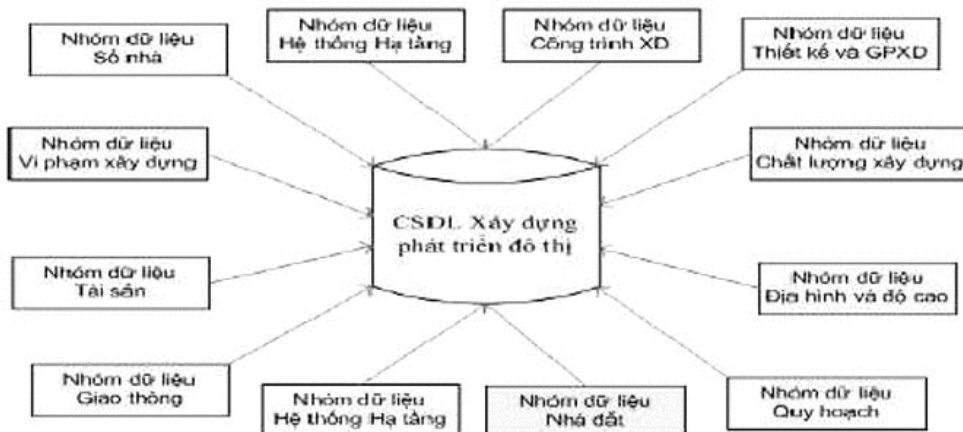 Nhóm dữ liệu
Số nhà
Nhóm dữ liệu
Hệ thống Hạ tầng
Nhóm dữ liệu
Công trình XD
Nhóm dữ liệu
Thiết kế và GPXD
Nhóm dữ liệu
Vi phạm xây dựng
Nhóm dữ liệu
Chất lượng xây dựng
CSDL Xây dựng
phát triển đô thị
Nhóm dữ liệu
Tài sản
Nhóm dữ liệu
Địa hình và độ cao
Nhóm dữ liệu
Giao thông
Nhóm dữ liệu
Hệ thống Hạ tầng
Nhóm dữ liệu
Nhà đất
Nhóm dữ liệu
Quy hoạch